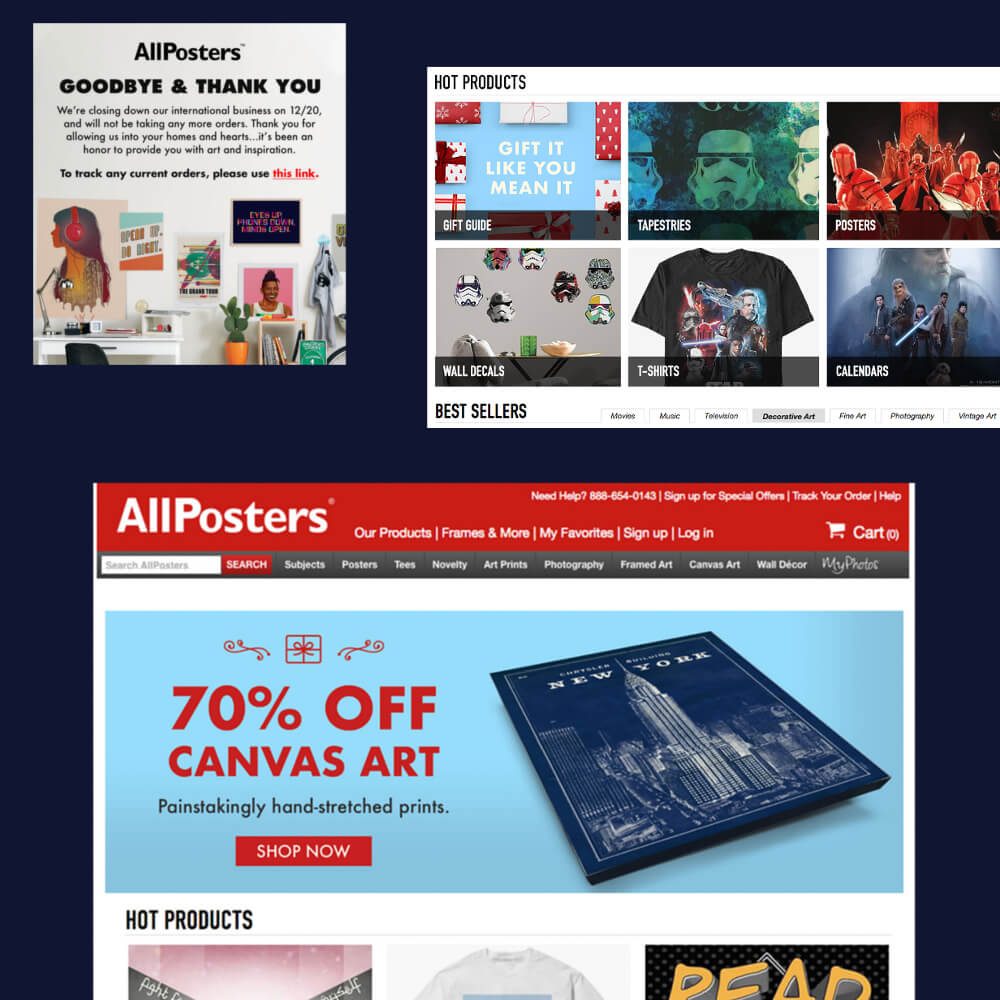 AllPosters™
GOODBYE & THANK YOU
We're closing down our international business on 12/20,
and will not be taking any more orders. Thank you for
allowing us into your homes and hearts...it's been an
honor to provide you with art and inspiration.
To track any current orders, please use this link.
SPEAK UP.
DO RIGHT.
EYES UP.
PHONES DOWN.
MINDS OPEN.
THE GRAND TOUR
HOT PRODUCTS
GIFT IT
LIKE YOU
MEAN IT
GIFT GUIDE
TAPESTRIES
POSTERS
WALL DECALS
T-SHIRTS
STAR
CALENDARS
BEST SELLERS
Movies
Music
Television
Decorative Art
Fine Art
Photography
Vintage Art
Need Help? 888-654-0143 | Sign up for Special Offers | Track Your Order | Help
AllPosters®
Our Products | Frames & More | My Favorites | Sign up | Log in
Cart (0)
Search AllPosters
SEARCH
Subjects
Posters
Tees
Novelty
Art Prints
Photography
Framed Art
Canvas Art
Wall Décor
MyPhotos
70% OFF
CANVAS ART
Painstakingly hand-stretched prints.
SHOP NOW
CHRYSLER BUILDING
NEW YORK
HOT PRODUCTS
READ